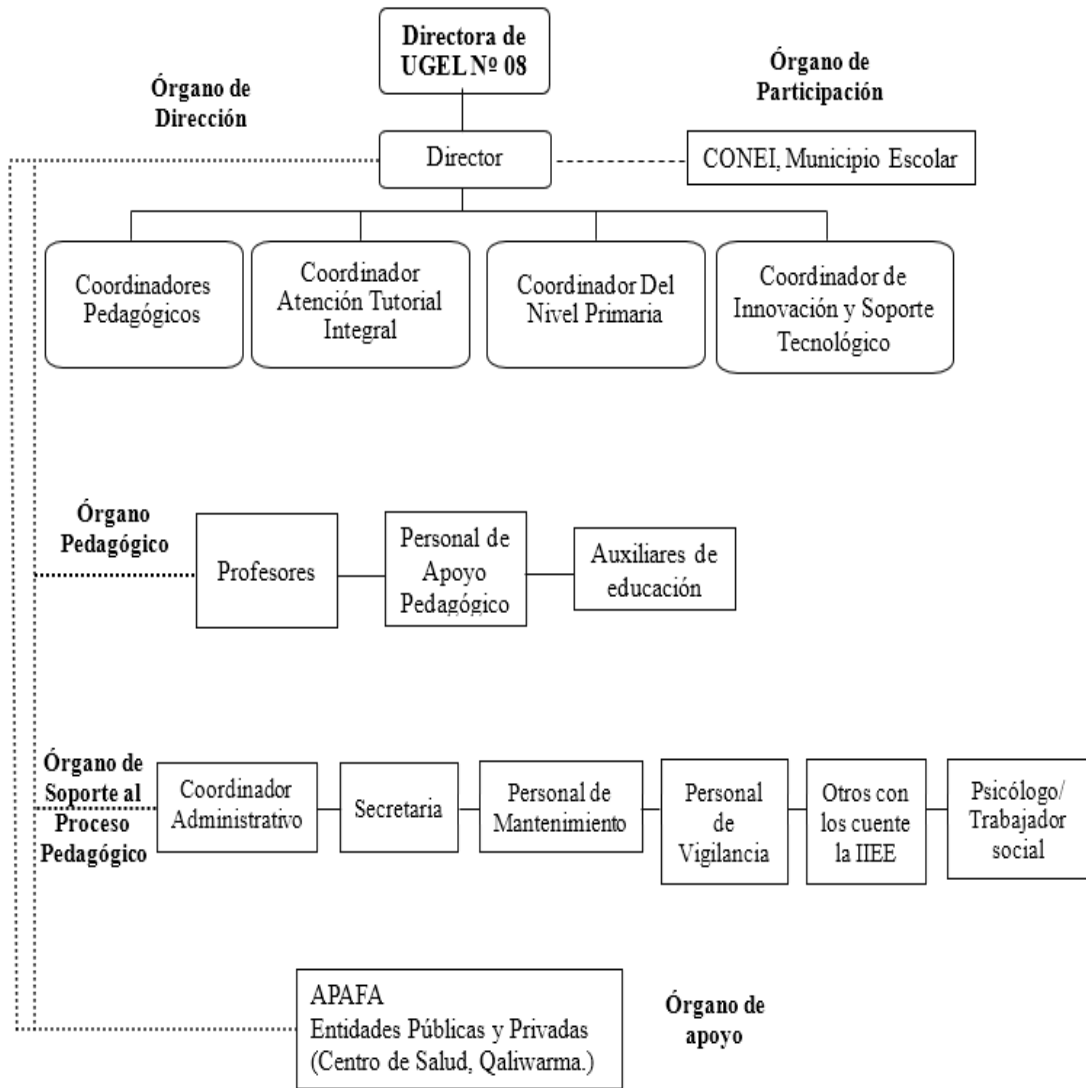 Directora de
UGEL Nº 08
Órgano de
Dirección
Órgano de
Participación
Director
CONEI, Municipio Escolar
Coordinadores
Pedagógicos
Coordinador
Atención Tutorial
Integral
Coordinador Del
Nivel Primaria
Coordinador de
Innovación y Soporte
Tecnológico
Órgano
Pedagógico
Profesores
Personal de
Apoyo
Pedagógico
Auxiliares de
educación
Órgano de
Soporte al
Proceso
Pedagógico
Coordinador
Administrativo
Secretaria
Personal de
Mantenimiento
Personal
de
Vigilancia
Otros con
los cuente
la IIEE
Psicólogo/
Trabajador
social
APAFA
Entidades Públicas y Privadas
(Centro de Salud, Qaliwarma.)
Órgano de
apoyo